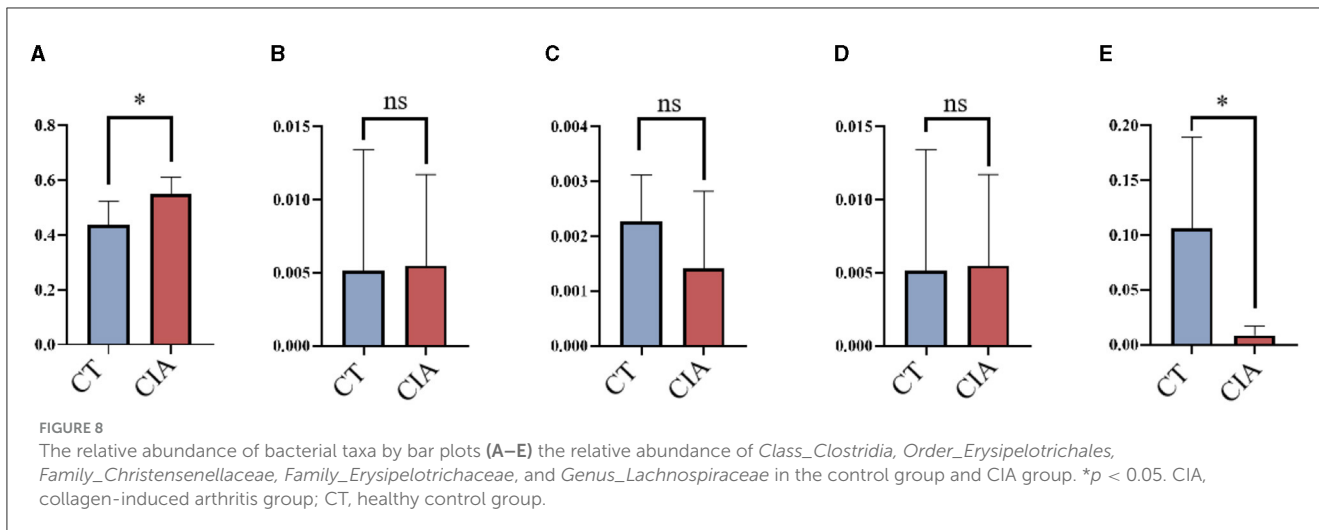 A B C D E
* ns ns ns *
0.8 0.6 0.4 0.2 0.0
CT CIA
0.015 0.010 0.005 0.000
CT CIA
0.004 0.003 0.002 0.001 0.000
CT CIA
0.015 0.010 0.005 0.000
CT CIA
0.20 0.15 0.10 0.05 0.00
CT CIA
FIGURE 8
The relative abundance of bacterial taxa by bar plots (A–E) the relative abundance of Class_Clostridia, Order_Erysipelotrichales,
Family_Christensenellaceae, Family_Erysipelotrichaceae, and Genus_Lachnospiraceae in the control group and CIA group. *p < 0.05. CIA,
collagen-induced arthritis group; CT, healthy control group.